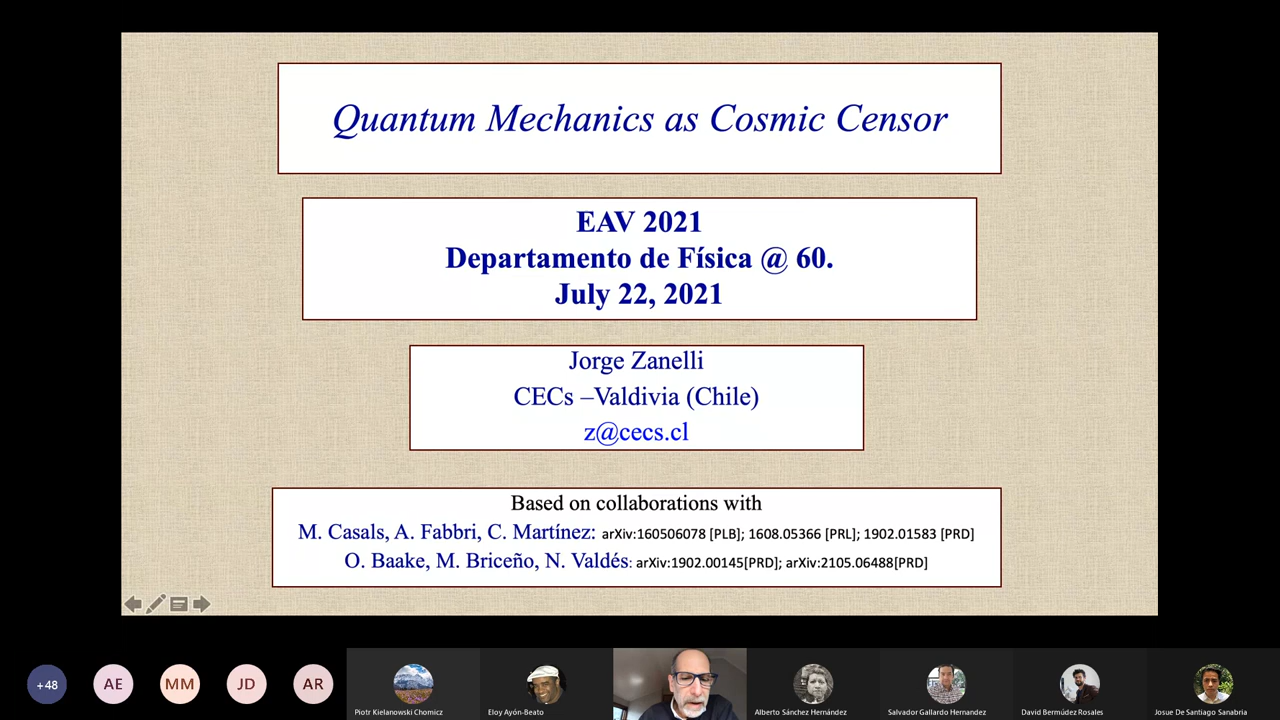 Quantum Mechanics as Cosmic Censor
EAV 2021
Departamento de Física @ 60.
July 22, 2021
Jorge Zanelli
CECs –Valdivia (Chile)
z@cecs.cl
Based on collaborations with
M. Casals, A. Fabbri, C. Martínez: arXiv:160506078 [PLB]; 1608.05366 [PRL]; 1902.01583 [PRD]
O. Baake, M. Briceño, N. Valdés: arXiv:1902.00145[PRD]; arXiv:2105.06488[PRD]
+48
AE
MM
JD
AR
Piotr Kielanowski Chomicz
Eloy Ayón-Beato
Alberto Sánchez Hernández
Salvador Gallardo Hernandez
David Bermúdez Rosales
Josue De Santiago Sanabria